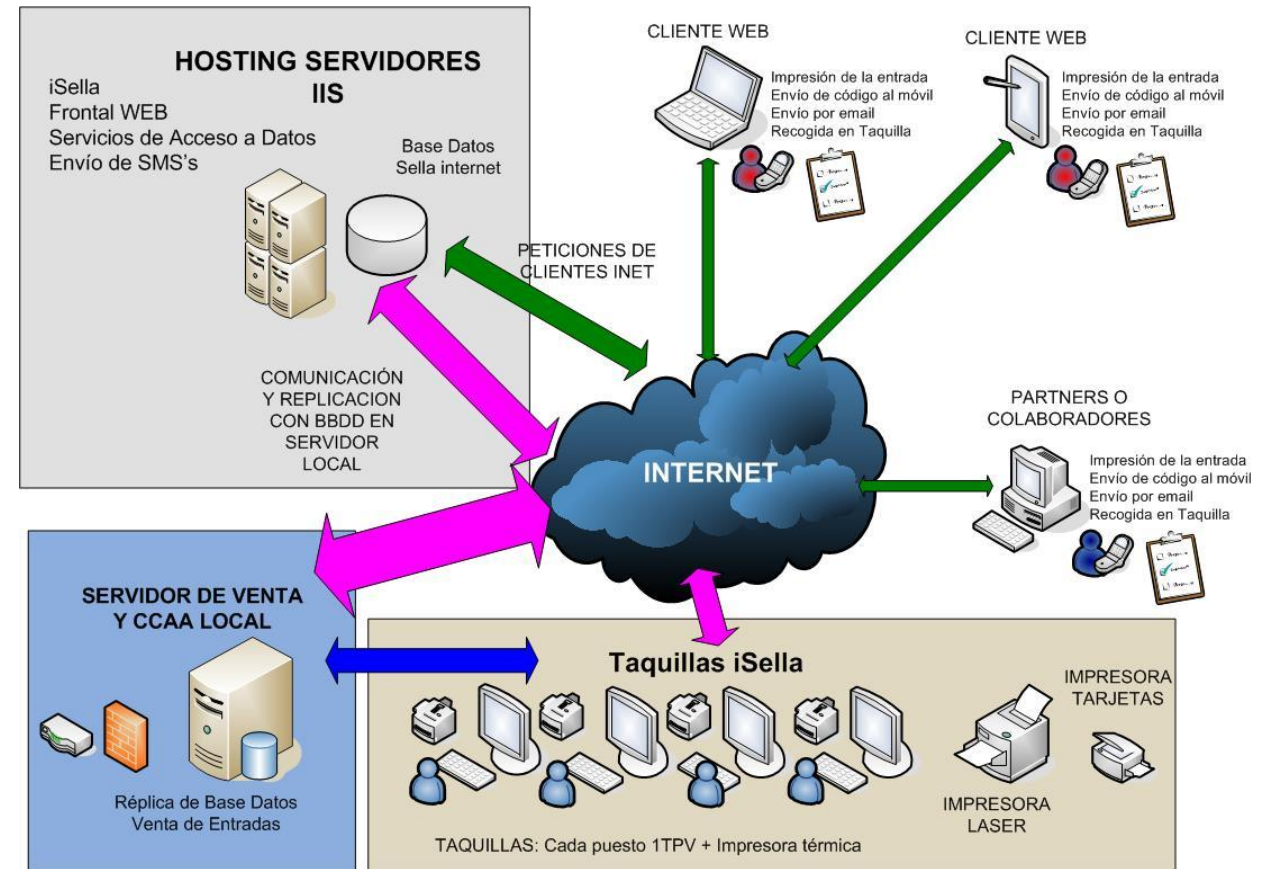 HOSTING SERVIDORES
IIS
iSella
Frontal WEB
Servicios de Acceso a Datos
Envío de SMS's
Base Datos
Sella internet
PETICIONES DE
CLIENTES INET
COMUNICACIÓN
Y REPLICACION
CON BBDD EN
SERVIDOR
LOCAL
CLIENTE WEB
Impresión de la entrada
Envío de código al móvil
Envío por email
Recogida en Taquilla
CLIENTE WEB
Impresión de la entrada
Envío de código al móvil
Envío por email
Recogida en Taquilla
INTERNET
PARTNERS O
COLABORADORES
Impresión de la entrada
Envío de código al móvil
Envío por email
Recogida en Taquilla
SERVIDOR DE VENTA
Y CCAA LOCAL
Réplica de Base Datos
Venta de Entradas
Taquillas iSella
IMPRESORA
TARJETAS
IMPRESORA
LASER
TAQUILLAS: Cada puesto 1TPV + Impresora térmica